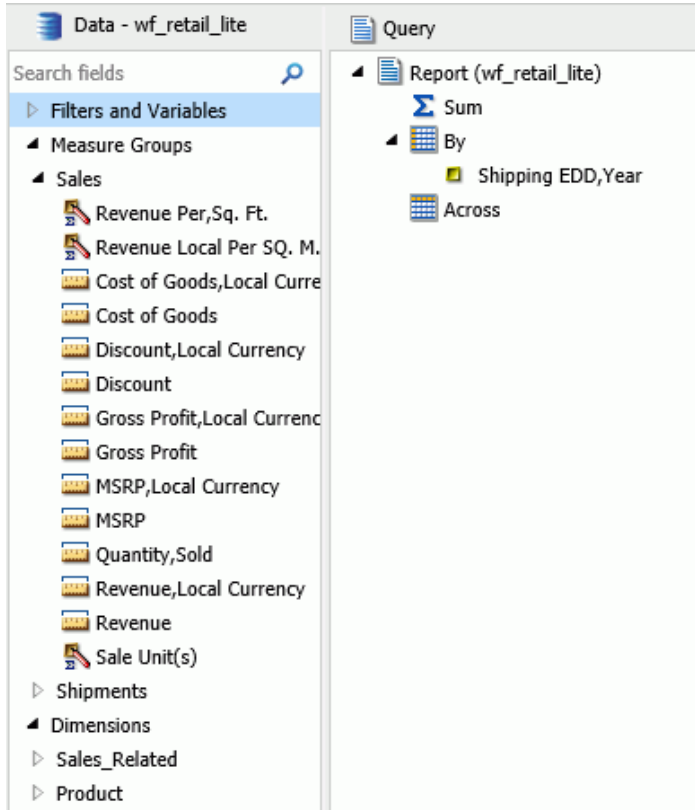 Data - wf_retail_lite
Search fields
Filters and Variables
Measure Groups
Sales
Revenue Per,Sq. Ft.
Revenue Local Per SQ. M.
Cost of Goods,Local Curre
Cost of Goods
Discount,Local Currency
Discount
Gross Profit,Local Currenc
Gross Profit
MSRP,Local Currency
MSRP
Quantity,Sold
Revenue,Local Currency
Revenue
Sale Unit(s)
Shipments
Dimensions
Sales_Related
Product
Query
Report (wf_retail_lite)
Sum
By
Shipping EDD,Year
Across